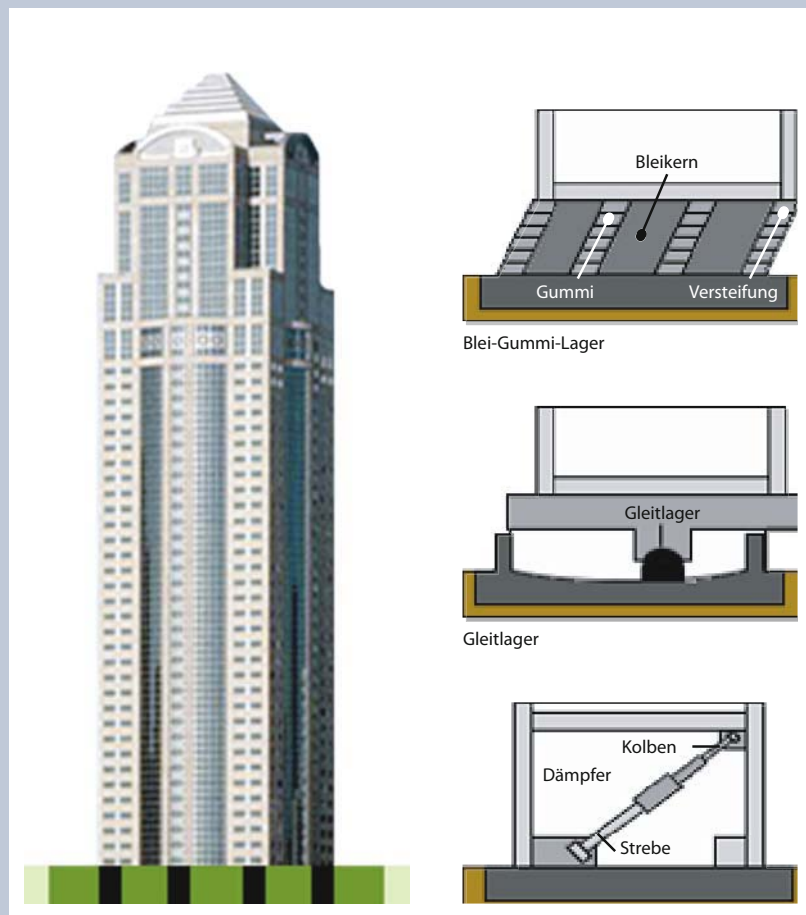 Bleikern
Gummi
Versteifung
Blei-Gummi-Lager
Gleitlager
Gleitlager
Kolben
Dämpfer
Strebe